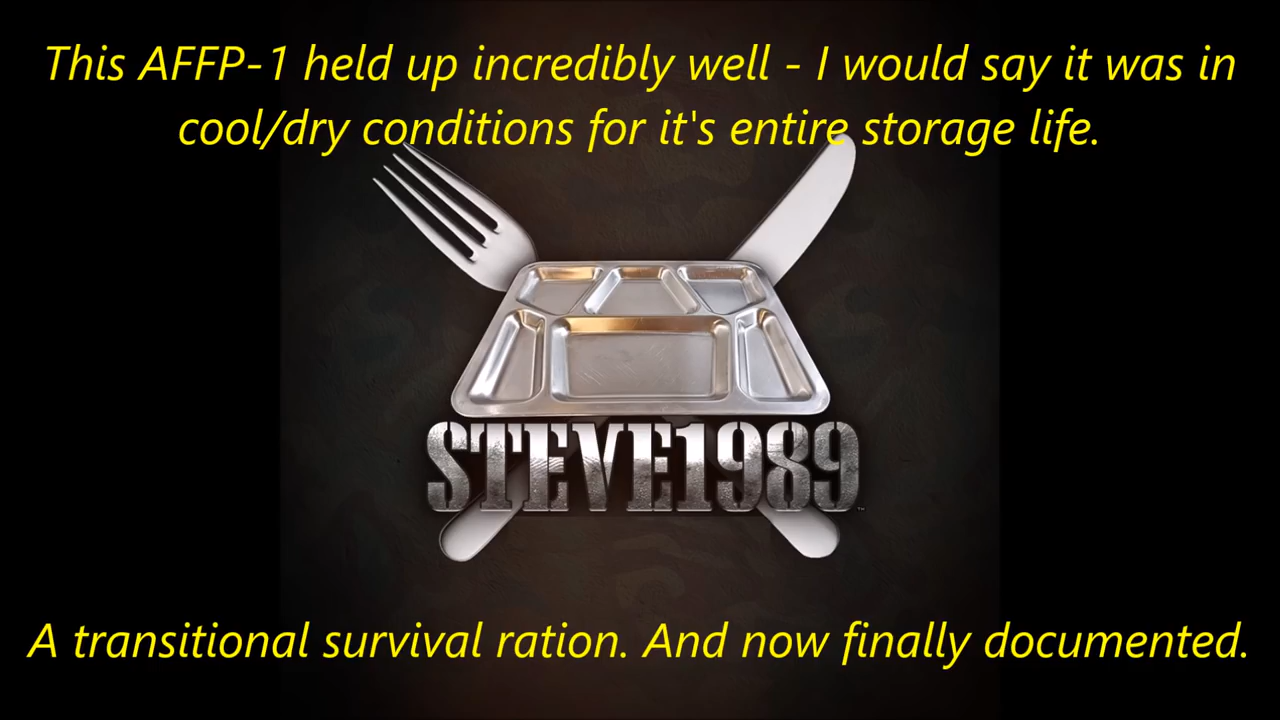 This AFFP-1 held up incredibly well - I would say it was in
cool/dry conditions for it's entire storage life.
STEVE1989™
A transitional survival ration. And now finally documented.